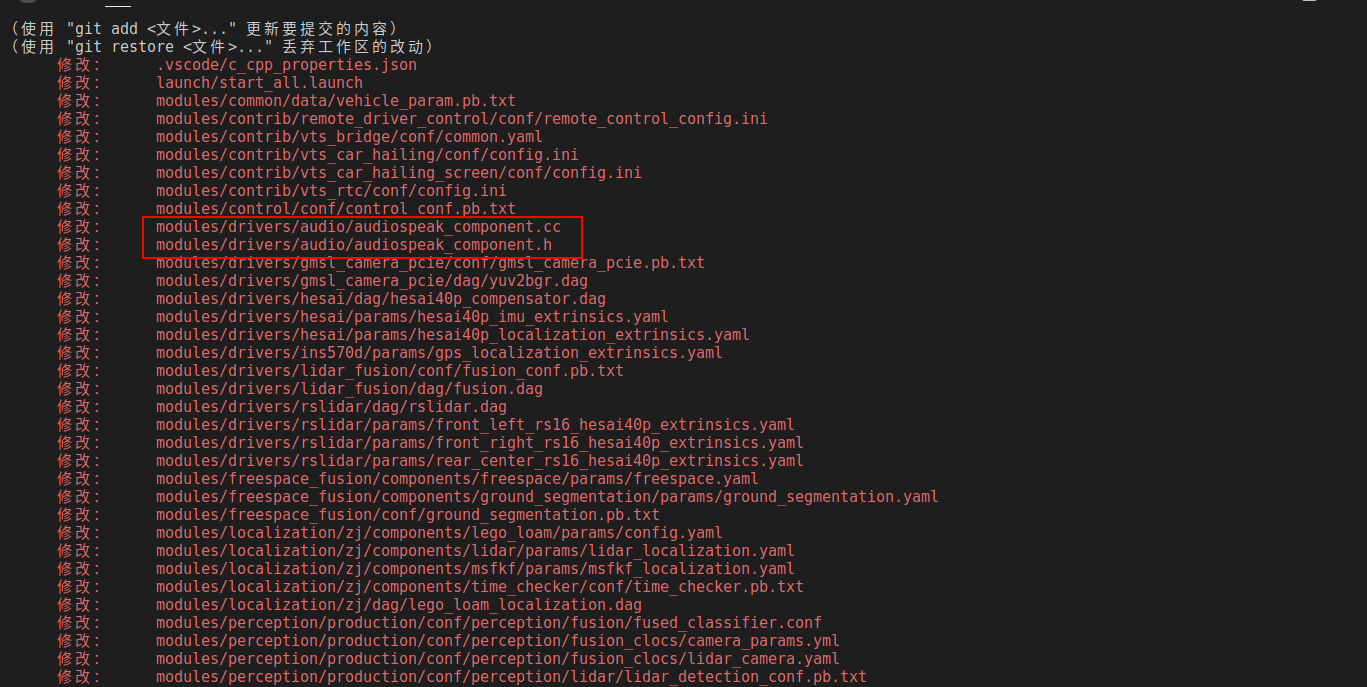 （使用 "git add <文件>..." 更新要提交的内容）
（使用 "git restore <文件>..." 丢弃工作区的改动）
修改： .vscode/c_cpp_properties.json
修改： launch/start_all.launch
修改： modules/common/data/vehicle_param.pb.txt
修改： modules/contrib/remote_driver_control/conf/remote_control_config.ini
修改： modules/contrib/vts_bridge/conf/common.yaml
修改： modules/contrib/vts_car_hailing/conf/config.ini
修改： modules/contrib/vts_car_hailing_screen/conf/config.ini
修改： modules/contrib/vts_rtc/conf/config.ini
修改： modules/control/conf/control_conf.pb.txt
修改： modules/drivers/audio/audiospeak_component.cc
修改： modules/drivers/audio/audiospeak_component.h
修改： modules/drivers/gmsl_camera_pcie/conf/gmsl_camera_pcie.pb.txt
修改： modules/drivers/gmsl_camera_pcie/dag/yuv2bgr.dag
修改： modules/drivers/hesai/dag/hesai40p_compensator.dag
修改： modules/drivers/hesai/params/hesai40p_imu_extrinsics.yaml
修改： modules/drivers/hesai/params/hesai40p_localization_extrinsics.yaml
修改： modules/drivers/ins570d/params/gps_localization_extrinsics.yaml
修改： modules/drivers/lidar_fusion/conf/fusion_conf.pb.txt
修改： modules/drivers/lidar_fusion/dag/fusion.dag
修改： modules/drivers/rslidar/dag/rslidar.dag
修改： modules/drivers/rslidar/params/front_left_rs16_hesai40p_extrinsics.yaml
修改： modules/drivers/rslidar/params/front_right_rs16_hesai40p_extrinsics.yaml
修改： modules/drivers/rslidar/params/rear_center_rs16_hesai40p_extrinsics.yaml
修改： modules/freespace_fusion/components/freespace/params/freespace.yaml
修改： modules/freespace_fusion/components/ground_segmentation/params/ground_segmentation.yaml
修改： modules/freespace_fusion/conf/ground_segmentation.pb.txt
修改： modules/localization/zj/components/lego_loam/params/config.yaml
修改： modules/localization/zj/components/lidar/params/lidar_localization.yaml
修改： modules/localization/zj/components/msfkf/params/msfkf_localization.yaml
修改： modules/localization/zj/components/time_checker/conf/time_checker.pb.txt
修改： modules/localization/zj/dag/lego_loam_localization.dag
修改： modules/perception/production/conf/perception/fusion/fused_classifier.conf
修改： modules/perception/production/conf/perception/fusion_clocs/camera_params.yml
修改： modules/perception/production/conf/perception/fusion_clocs/lidar_camera.yaml
修改： modules/perception/production/conf/perception/lidar/lidar_detection_conf.pb.txt